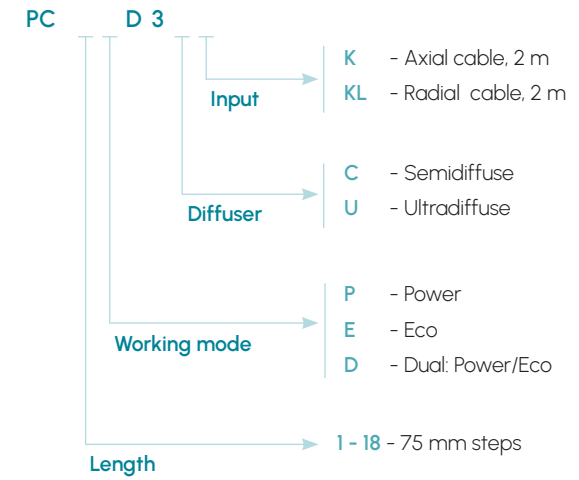 PC D 3
K - Axial cable, 2 m
KL - Radial cable, 2 m
Input
C - Semidiffuse
U - Ultradiffuse
Diffuser
P - Power
E - Eco
Working mode
D - Dual: Power/Eco
1 - 18 - 75 mm steps
Length